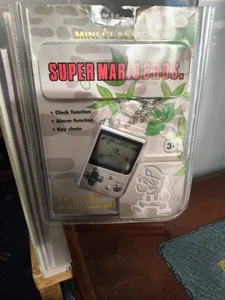 MINI CLASSICS
SUPER MARIO BROS.
• Clock function
• Alarm function
• Key chain
3+